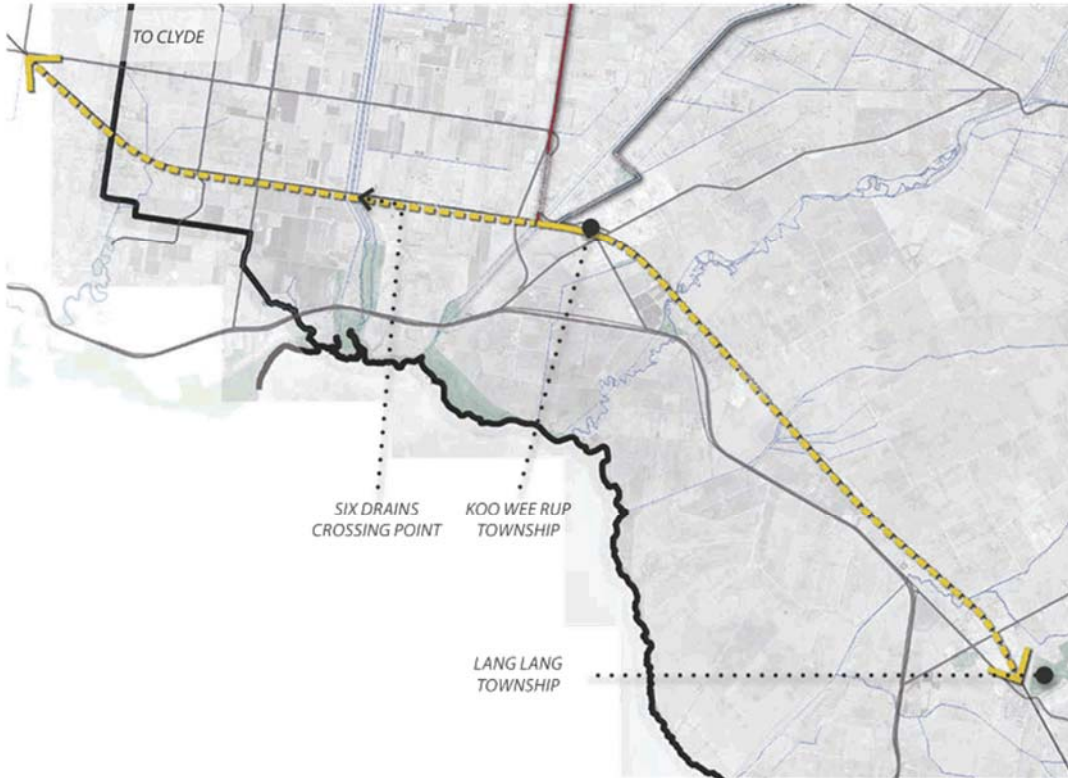 TO CLYDE
SIX DRAINS
CROSSING POINT
KOO WEE RUP
TOWNSHIP
LANG LANG
TOWNSHIP